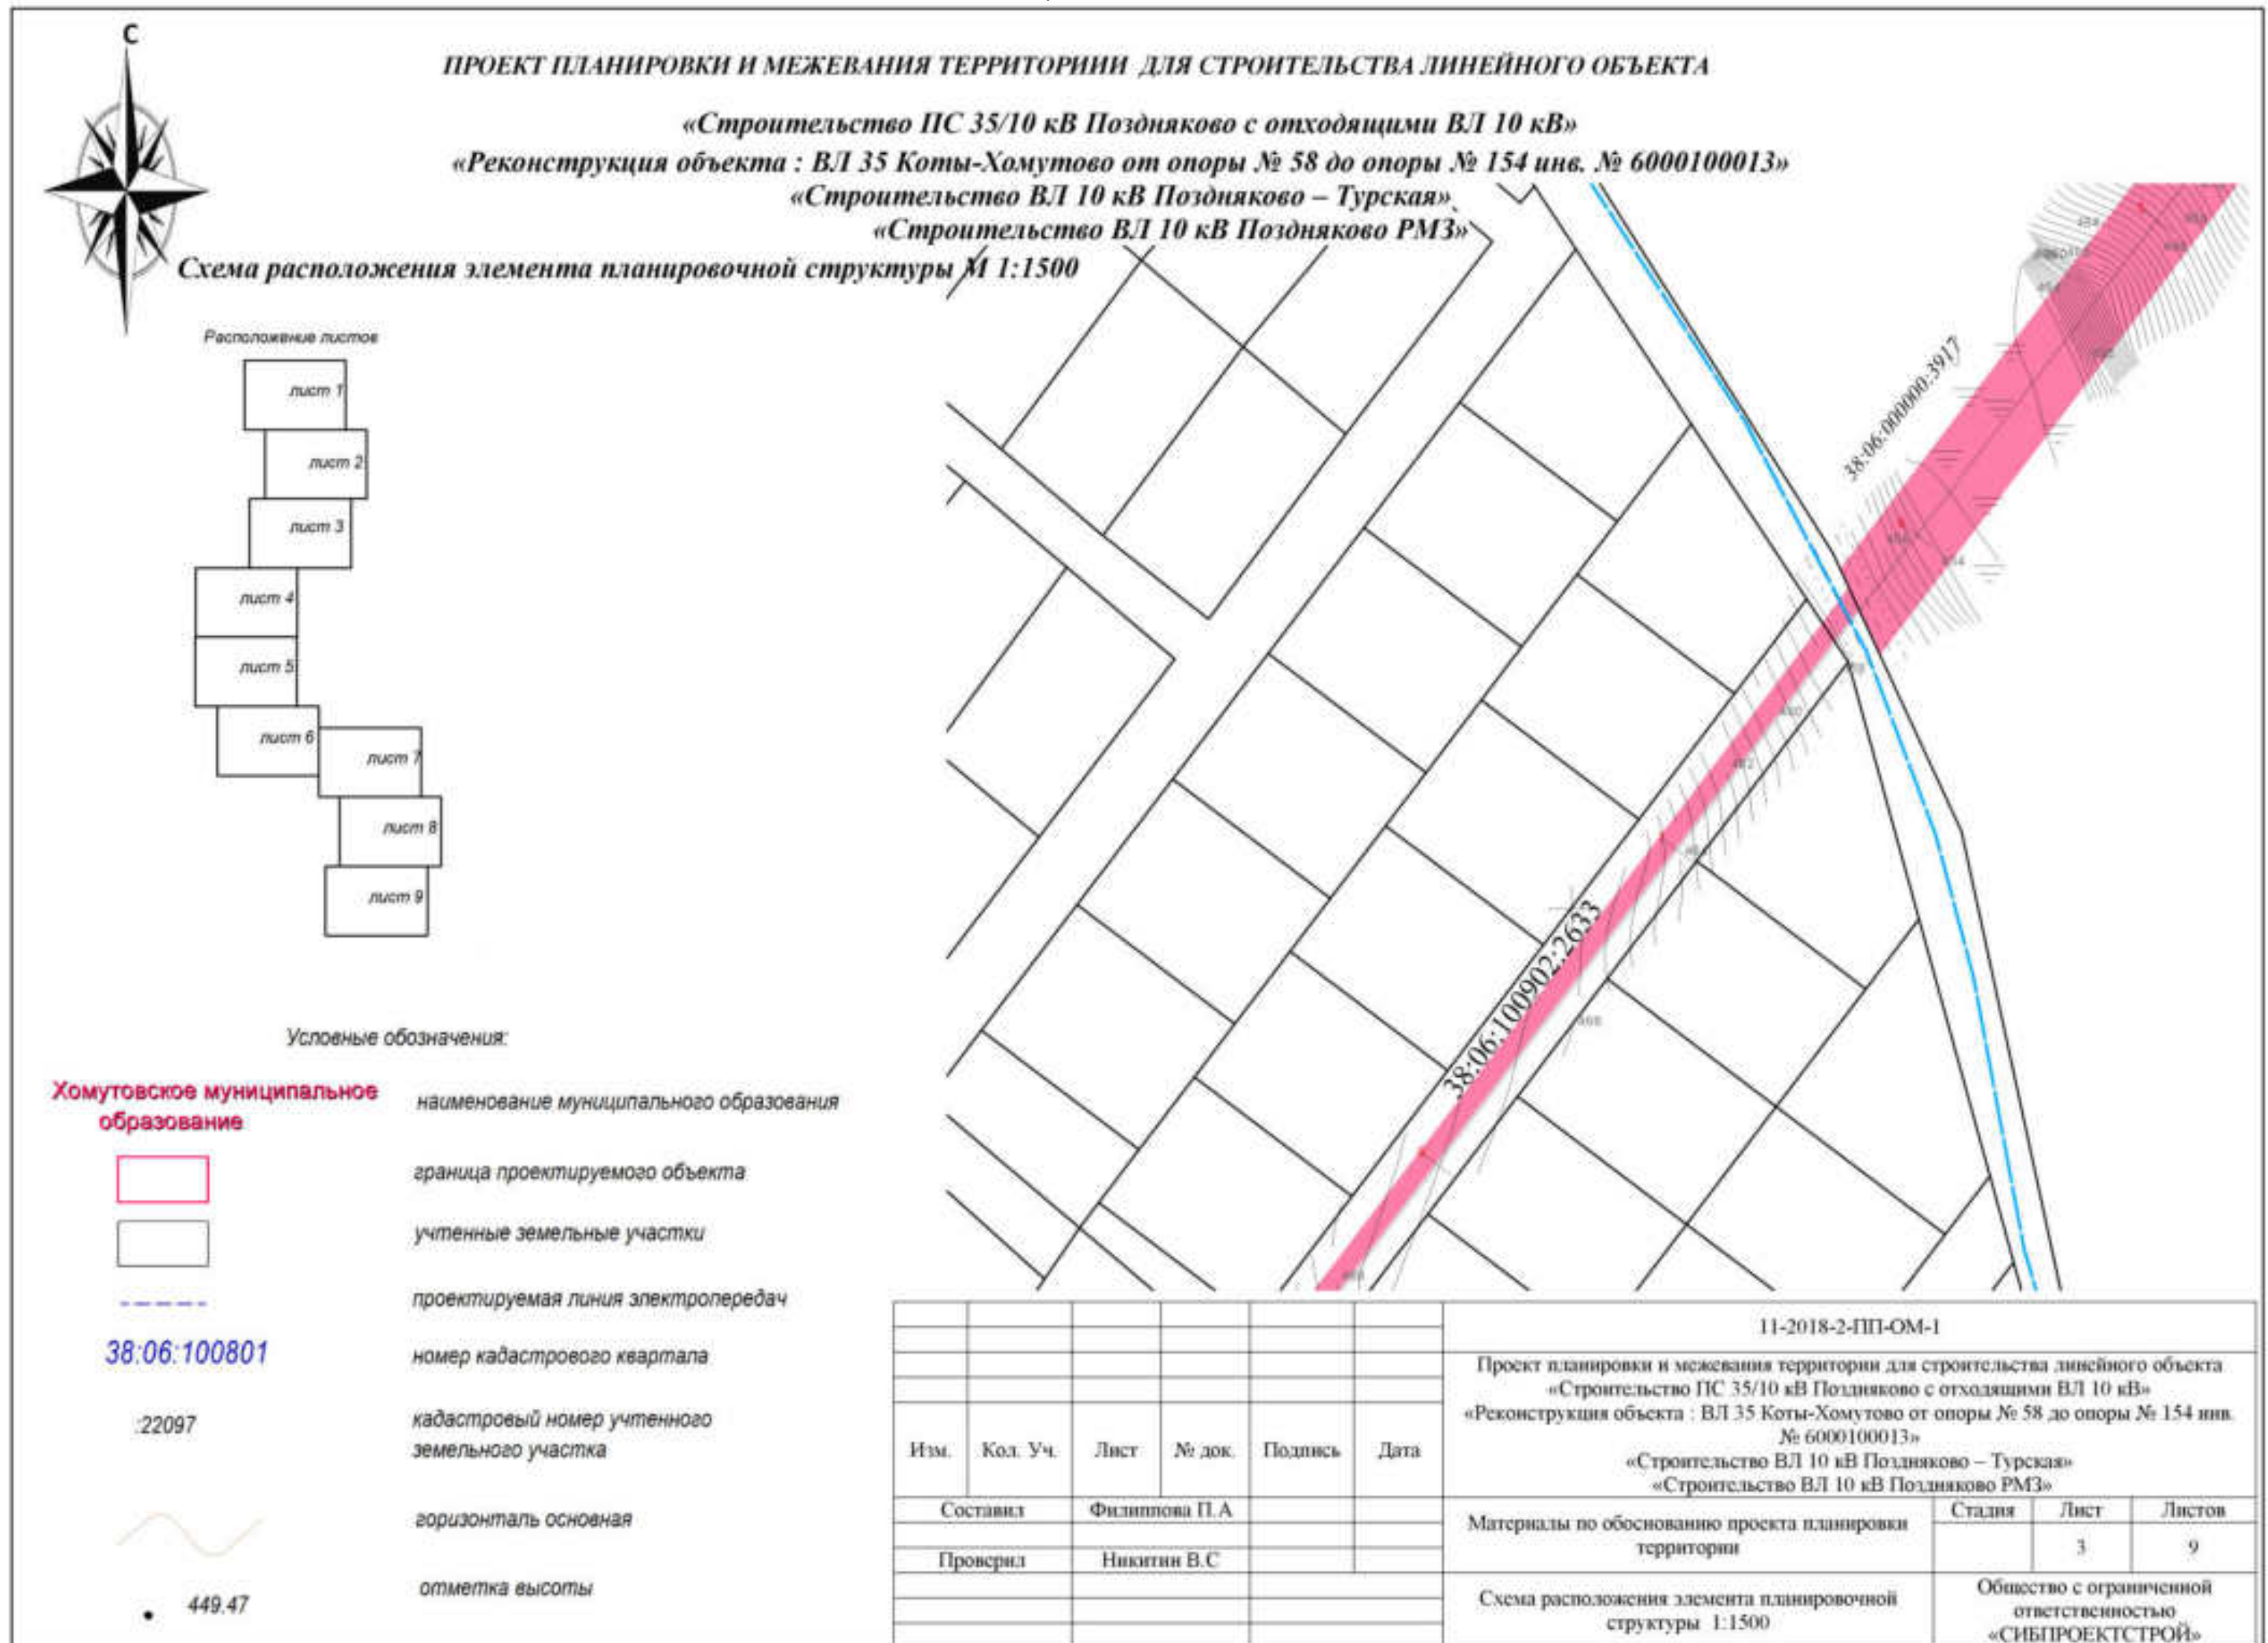 С
ПРОЕКТ ПЛАНИРОВКИ И МЕЖЕВАНИЯ ТЕРРИТОРИИИ ДЛЯ СТРОИТЕЛЬСТВА ЛИНЕЙНОГО ОБЪЕКТА
«Строительство ПС 35/10 кВ Поздняково с отходящими ВЛ 10 кВ»
«Реконструкция объекта : ВЛ 35 Коты-Хомутово от опоры № 58 до опоры № 154 инв. № 6000100013»
«Строительство ВЛ 10 кВ Поздняково – Турская»
«Строительство ВЛ 10 кВ Поздняково РМЗ»
Схема расположения элемента планировочной структуры М 1:1500
Расположение листов
лист 1
лист 2
лист 3
лист 4
лист 5
лист 6
лист 7
лист 8
лист 9
38:06:000000:3917
38:06:100902:2633
Условные обозначения:
Хомутовское муниципальное
образование
наименование муниципального образования
граница проектируемого объекта
учтенные земельные участки
проектируемая линия электропередач
38:06:100801
номер кадастрового квартала
:22097
кадастровый номер учтенного
земельного участка
горизонталь основная
449.47
отметка высоты
11-2018-2-ПП-ОМ-1
Проект планировки и межевания территории для строительства линейного объекта
«Строительство ПС 35/10 кВ Поздняково с отходящими ВЛ 10 кВ»
«Реконструкция объекта : ВЛ 35 Коты-Хомутово от опоры № 58 до опоры № 154 инв.
№ 6000100013»
«Строительство ВЛ 10 кВ Поздняково – Турская»
«Строительство ВЛ 10 кВ Поздняково РМЗ»
Изм. Кол. Уч. Лист № док. Подпись Дата
Составил Филиппова П.А
Проверил Никитин В.С
Материалы по обоснованию проекта планировки
территории
Стадия Лист Листов
3 9
Схема расположения элемента планировочной
структуры 1:1500
Общество с ограниченной
ответственностью
«СИБПРОЕКТСТРОЙ»